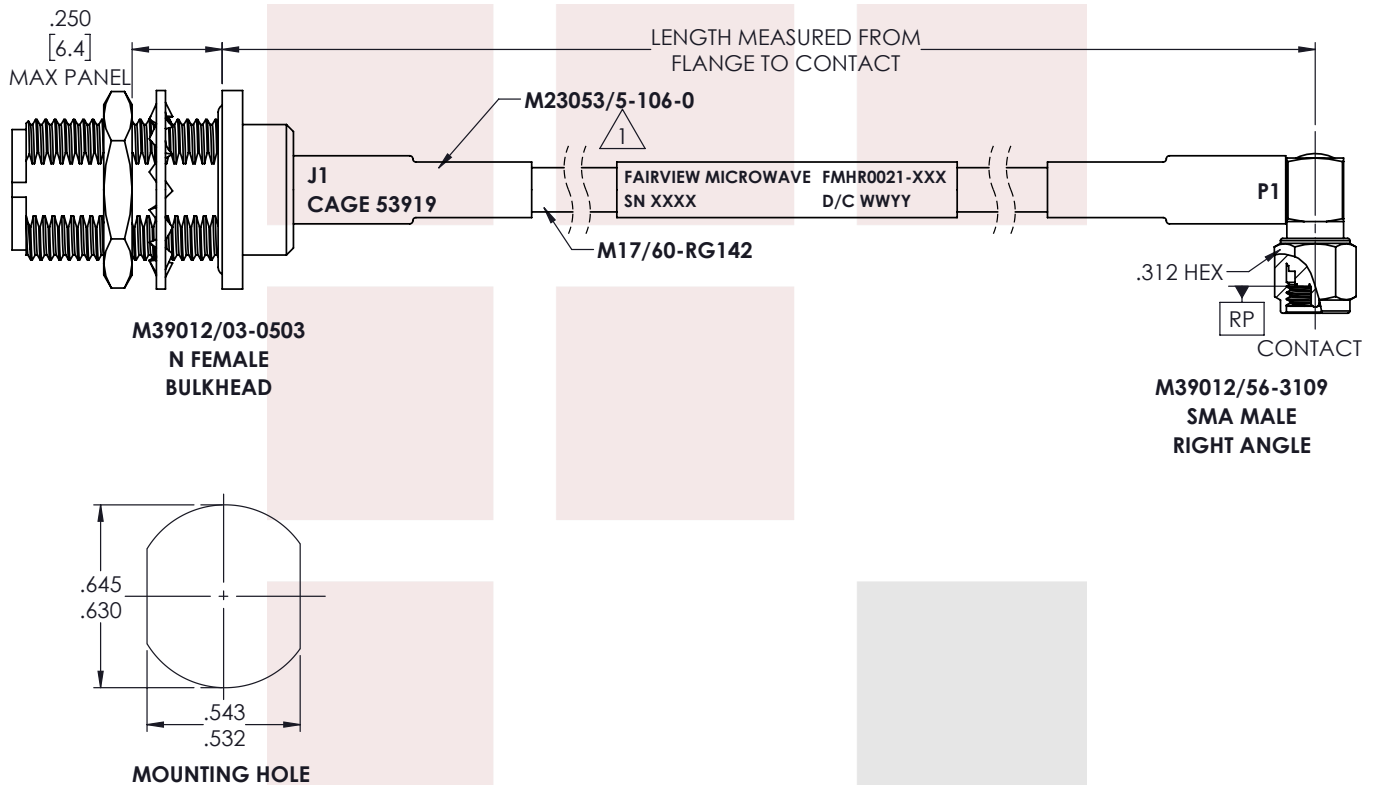 .250
[6.4]
MAX PANEL
LENGTH MEASURED FROM
FLANGE TO CONTACT
M23053/5-106-0
1
J1
CAGE 53919
FAIRVIEW MICROWAVE FMHR0021-XXX
SN XXXX D/C WWYY
P1
M17/60-RG142
.312 HEX
RP
CONTACT
M39012/03-0503
N FEMALE
BULKHEAD
M39012/56-3109
SMA MALE
RIGHT ANGLE
.645
.630
.543
.532
MOUNTING HOLE